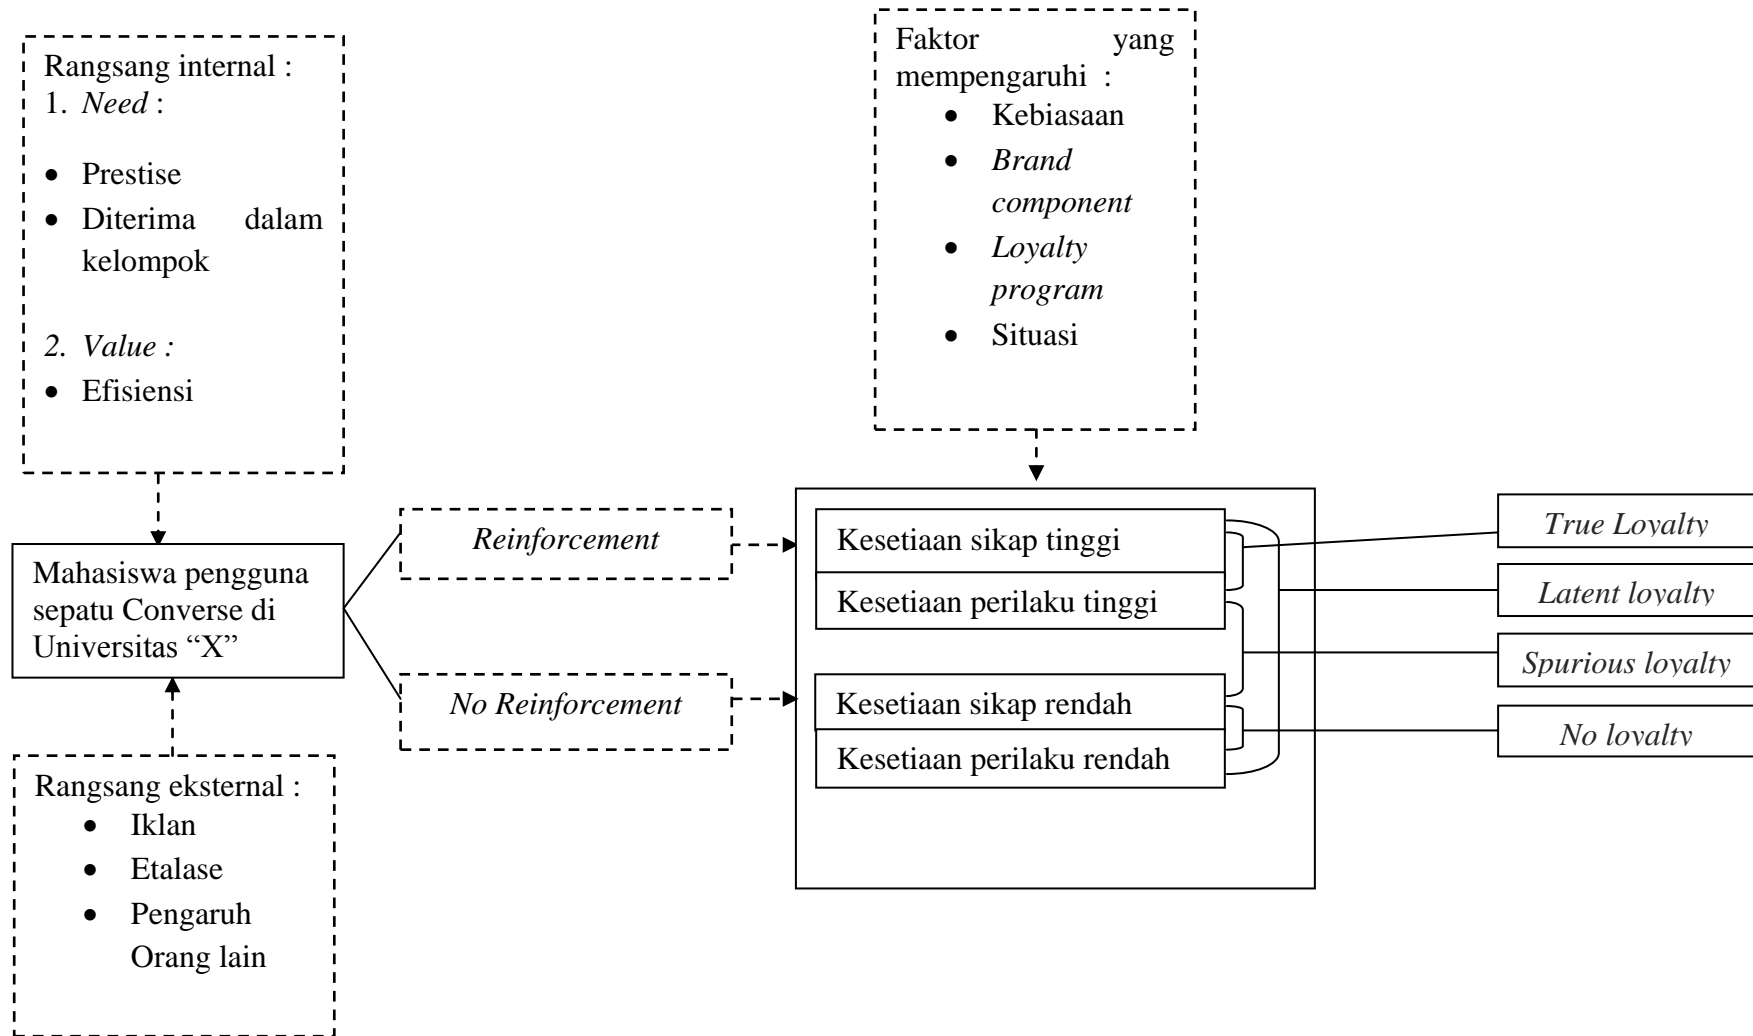 Rangsang internal :
1. Need :
• Prestise
• Diterima dalam
kelompok
2. Value :
• Efisiensi
Faktor yang
mempengaruhi :
• Kebiasaan
• Brand
component
• Loyalty
program
• Situasi
Mahasiswa pengguna
sepatu Converse di
Universitas “X”
Reinforcement
No Reinforcement
Kesetiaan sikap tinggi
Kesetiaan perilaku tinggi
Kesetiaan sikap rendah
Kesetiaan perilaku rendah
True Loyalty
Latent loyalty
Spurious loyalty
No loyalty
Rangsang eksternal :
• Iklan
• Etalase
• Pengaruh
Orang lain